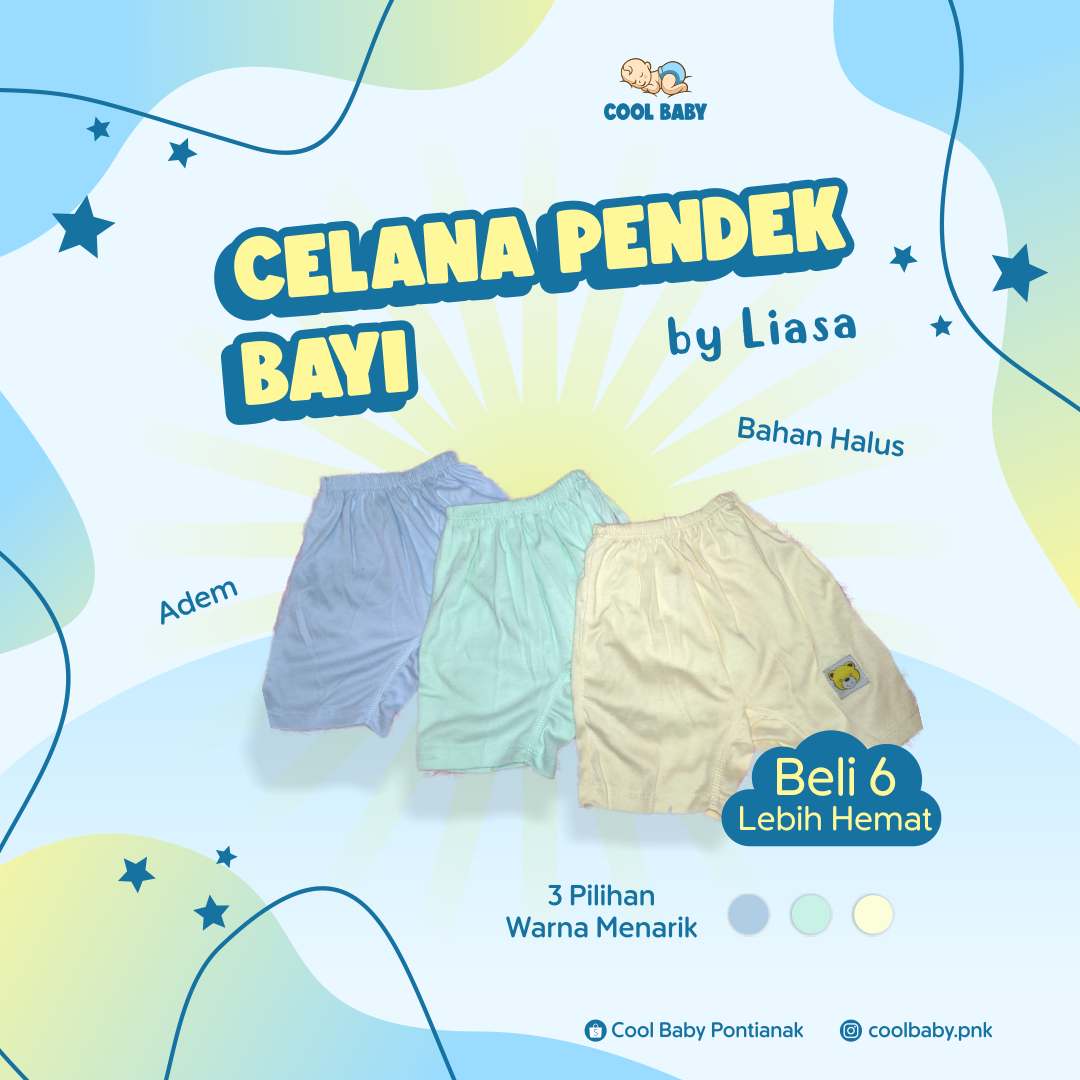 COOL BABY
CELANA PENDEK
BAYI
by Liasa
Bahan Halus
Adem
Beli 6
Lebih Hemat
3 Pilihan
Warna Menarik
Cool Baby Pontianak
coolbaby.pnk